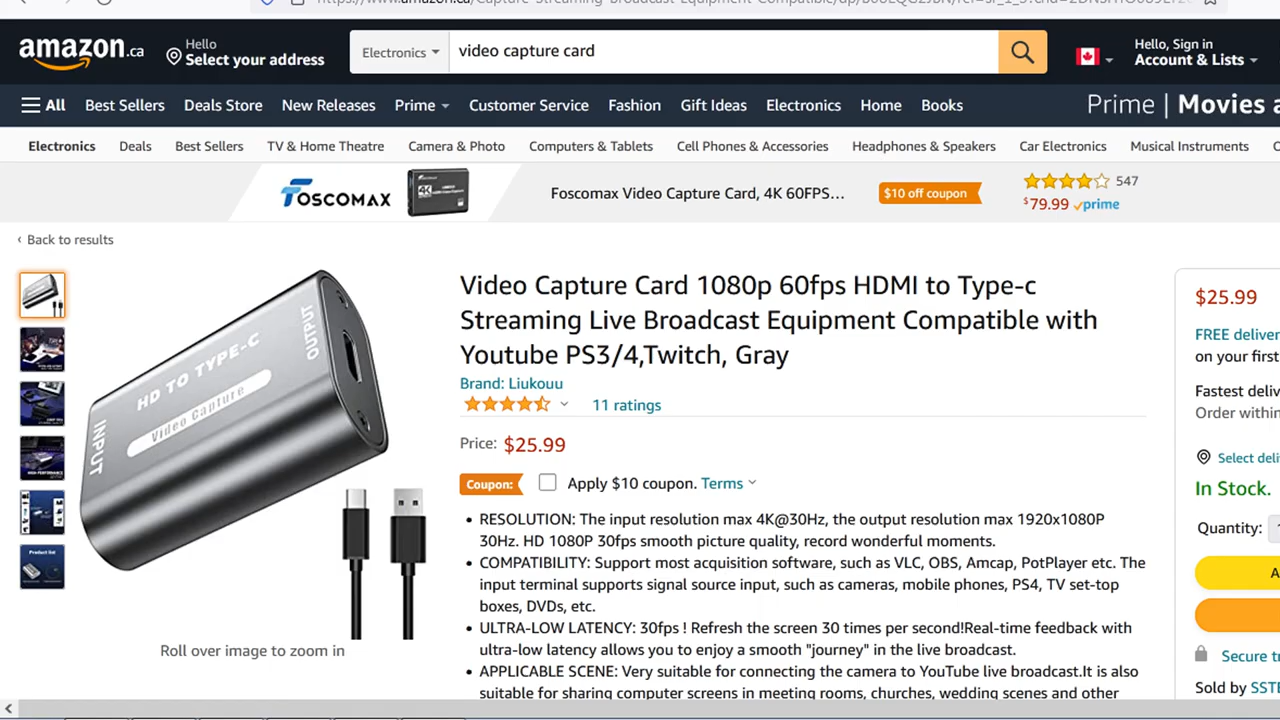 amazon.ca
Hello
Select your address
Electronics
video capture card
Hello, Sign in
Account & Lists
All
Best Sellers
Deals Store
New Releases
Prime
Customer Service
Fashion
Gift Ideas
Electronics
Home
Books
Prime | Movies a
Electronics
Deals
Best Sellers
TV & Home Theatre
Camera & Photo
Computers & Tablets
Cell Phones & Accessories
Headphones & Speakers
Car Electronics
Musical Instruments
FOSCOMAX
4K
Foscomax Video Capture Card, 4K 60FPS…
$10 off coupon
547
$79.99 prime
‹ Back to results
HD TO TYPE-C
Video Capture
INPUT
OUTPUT
Product list
Roll over image to zoom in
Video Capture Card 1080p 60fps HDMI to Type-c
Streaming Live Broadcast Equipment Compatible with
Youtube PS3/4,Twitch, Gray
Brand: Liukouu
11 ratings
Price: $25.99
Coupon:
Apply $10 coupon. Terms
• RESOLUTION: The input resolution max 4K@30Hz, the output resolution max 1920x1080P
30Hz. HD 1080P 30fps smooth picture quality, record wonderful moments.
• COMPATIBILITY: Support most acquisition software, such as VLC, OBS, Amcap, PotPlayer etc. The
input terminal supports signal source input, such as cameras, mobile phones, PS4, TV set-top
boxes, DVDs, etc.
• ULTRA-LOW LATENCY: 30fps ! Refresh the screen 30 times per second!Real-time feedback with
ultra-low latency allows you to enjoy a smooth "journey" in the live broadcast.
• APPLICABLE SCENE: Very suitable for connecting the camera to YouTube live broadcast.It is also
suitable for sharing computer screens in meeting rooms, churches, wedding scenes and other
$25.99
FREE deliver
on your first
Fastest deliv
Order within
Select deli
In Stock.
Quantity:
A
Secure t
Sold by SSTE